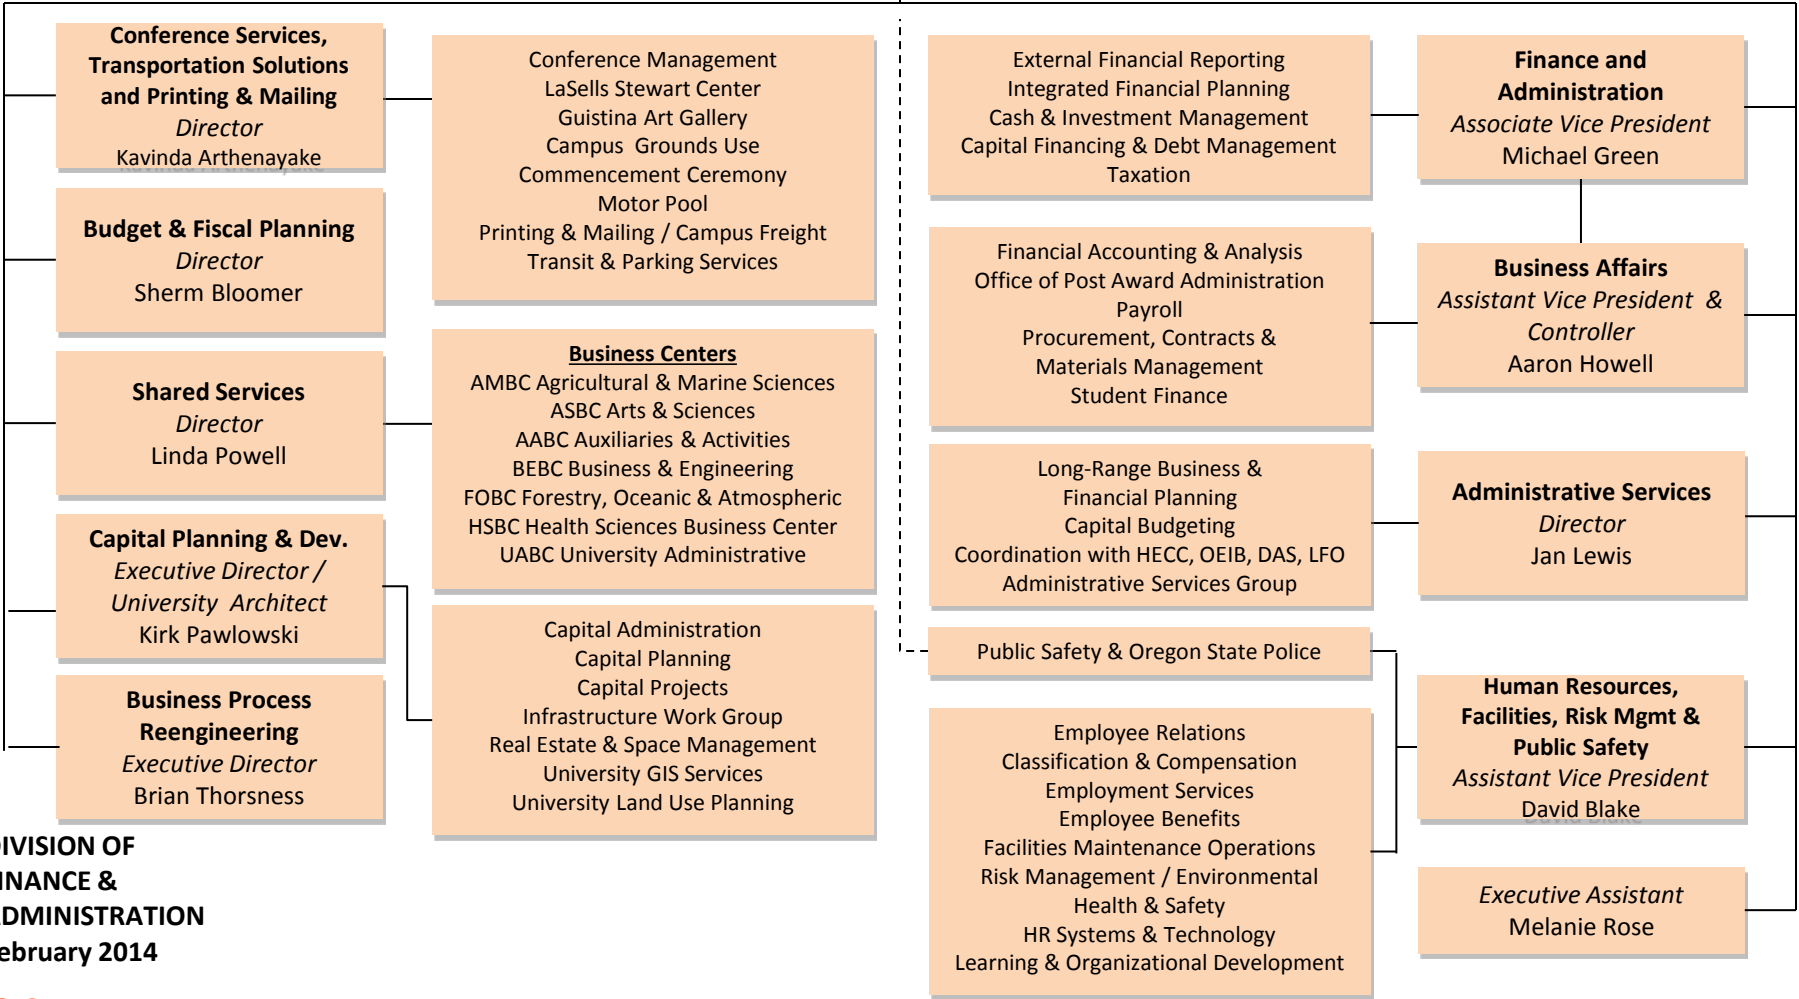 Conference Services,
Transportation Solutions
and Printing & Mailing
Director
Kavinda Arthenayake
Conference Management
LaSells Stewart Center
Guistina Art Gallery
Campus Grounds Use
Commencement Ceremony
Motor Pool
Printing & Mailing / Campus Freight
Transit & Parking Services
Budget & Fiscal Planning
Director
Sherm Bloomer
Shared Services
Director
Linda Powell
Business Centers
AMBC Agricultural & Marine Sciences
ASBC Arts & Sciences
AABC Auxiliaries & Activities
BEBC Business & Engineering
FOBC Forestry, Oceanic & Atmospheric
HSBC Health Sciences Business Center
UABC University Administrative
Capital Planning & Dev.
Executive Director /
University Architect
Kirk Pawlowski
Capital Administration
Capital Planning
Capital Projects
Infrastructure Work Group
Real Estate & Space Management
University GIS Services
University Land Use Planning
Business Process
Reengineering
Executive Director
Brian Thorsness
External Financial Reporting
Integrated Financial Planning
Cash & Investment Management
Capital Financing & Debt Management
Taxation
Finance and
Administration
Associate Vice President
Michael Green
Financial Accounting & Analysis
Office of Post Award Administration
Payroll
Procurement, Contracts &
Materials Management
Student Finance
Business Affairs
Assistant Vice President &
Controller
Aaron Howell
Long-Range Business &
Financial Planning
Capital Budgeting
Coordination with HECC, OEIB, DAS, LFO
Administrative Services Group
Administrative Services
Director
Jan Lewis
Public Safety & Oregon State Police
Employee Relations
Classification & Compensation
Employment Services
Employee Benefits
Facilities Maintenance Operations
Risk Management / Environmental
Health & Safety
HR Systems & Technology
Learning & Organizational Development
Human Resources,
Facilities, Risk Mgmt &
Public Safety
Assistant Vice President
David Blake
Executive Assistant
Melanie Rose
IVISION OF
INANCE &
DMINISTRATION
ebruary 2014